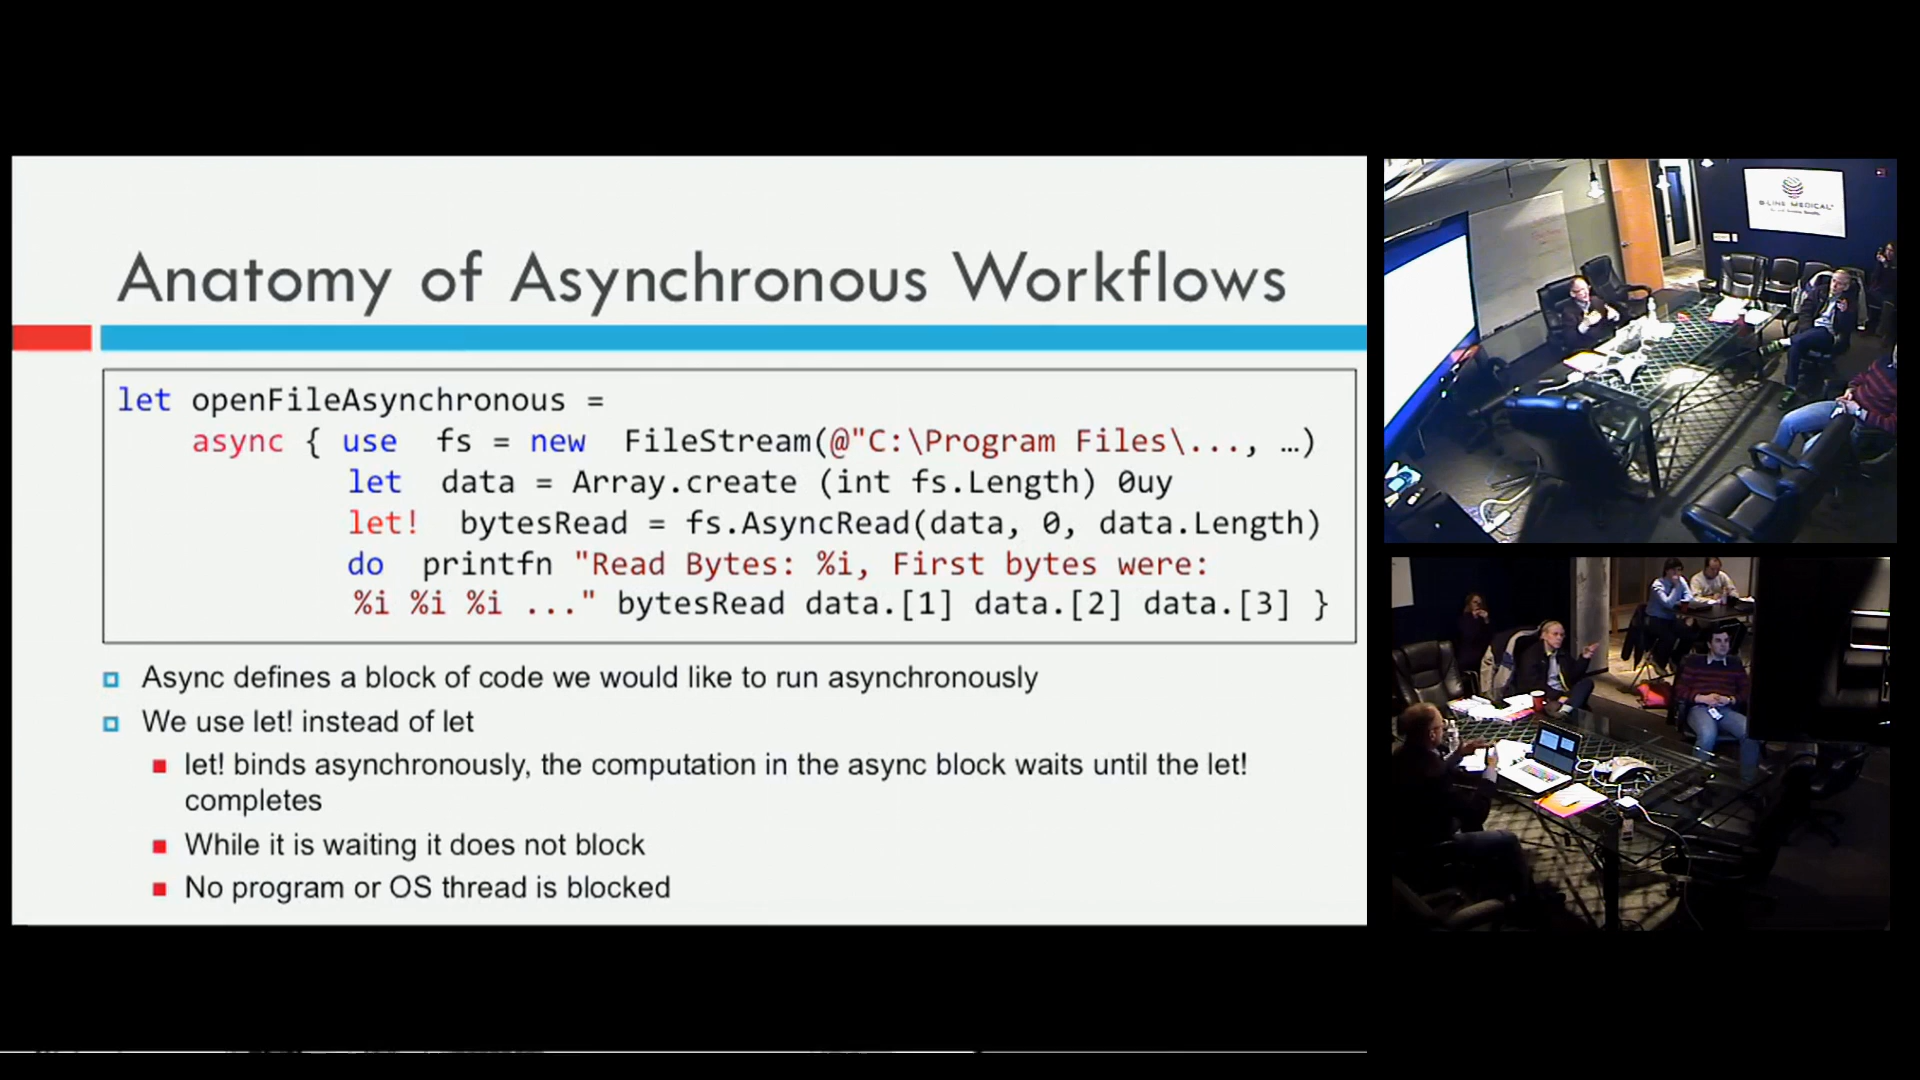 Anatomy of Asynchronous Workflows
let openFileAsynchronous =
async { use fs = new FileStream(@"C:\Program Files\..., …)
let data = Array.create (int fs.Length) 0uy
let! bytesRead = fs.AsyncRead(data, 0, data.Length)
do printfn "Read Bytes: %i, First bytes were:
%i %i %i ..." bytesRead data.[1] data.[2] data.[3] }
Async defines a block of code we would like to run asynchronously
We use let! instead of let
let! binds asynchronously, the computation in the async block waits until the let!
completes
While it is waiting it does not block
No program or OS thread is blocked
B-LINE MEDICAL